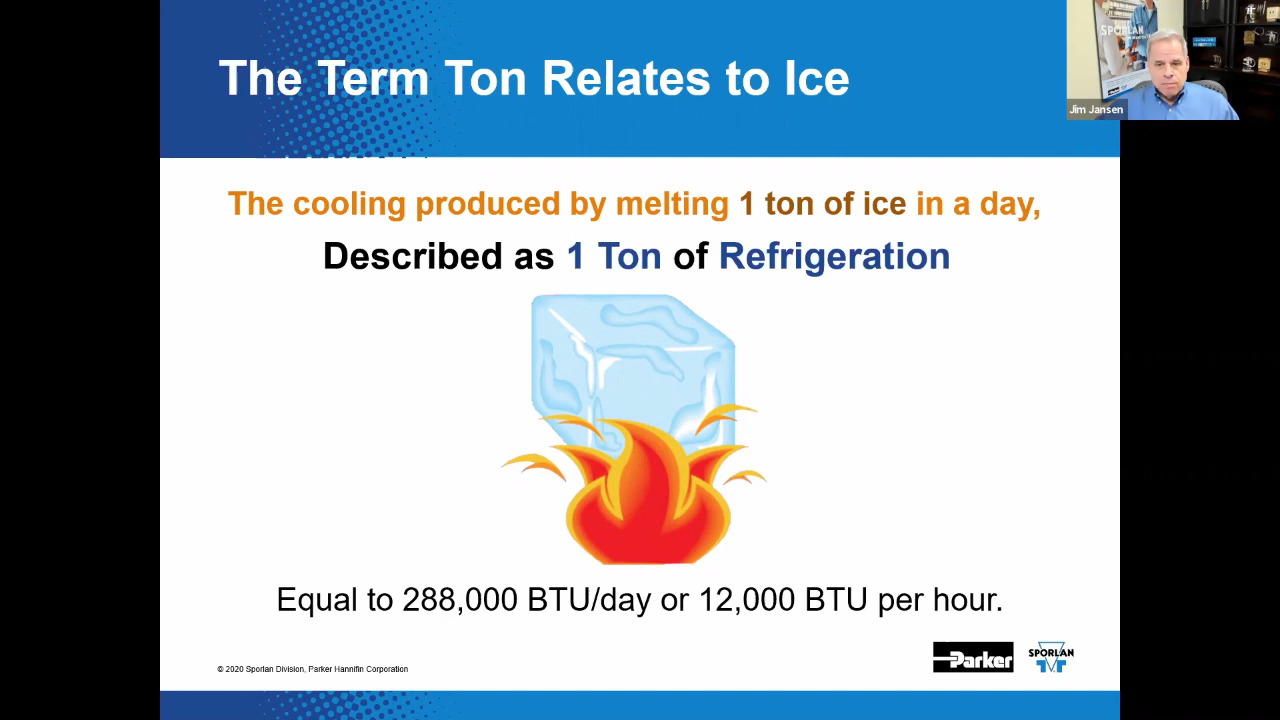 The Term Ton Relates to Ice
SPORLAN
Jim Jansen
The cooling produced by melting 1 ton of ice in a day,
Described as 1 Ton of Refrigeration
Equal to 288,000 BTU/day or 12,000 BTU per hour.
© 2020 Sporlan Division, Parker Hannifin Corporation
Parker
SPORLAN